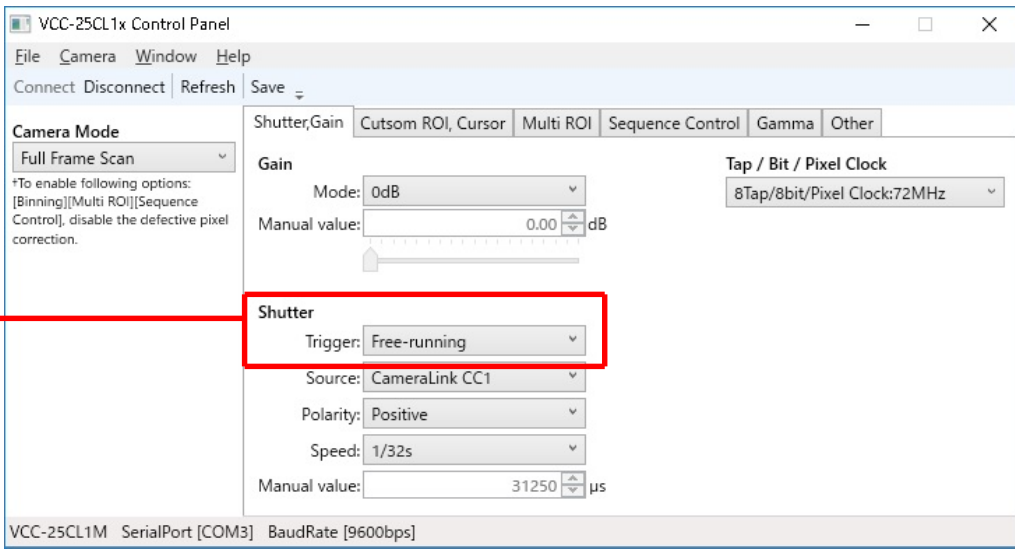 VCC-25CL1x Control Panel
File Camera Window Help
Connect Disconnect Refresh Save
Camera Mode
Full Frame Scan
†To enable following options:
[Binning][Multi ROI][Sequence
Control], disable the defective pixel
correction.
Shutter,Gain Cutsom ROI, Cursor Multi ROI Sequence Control Gamma Other
Gain
Mode: 0dB
Manual value: 0.00 dB
Tap / Bit / Pixel Clock
8Tap/8bit/Pixel Clock:72MHz
Shutter
Trigger: Free-running
Source: CameraLink CC1
Polarity: Positive
Speed: 1/32s
Manual value: 31250 µs
VCC-25CL1M SerialPort [COM3] BaudRate [9600bps]